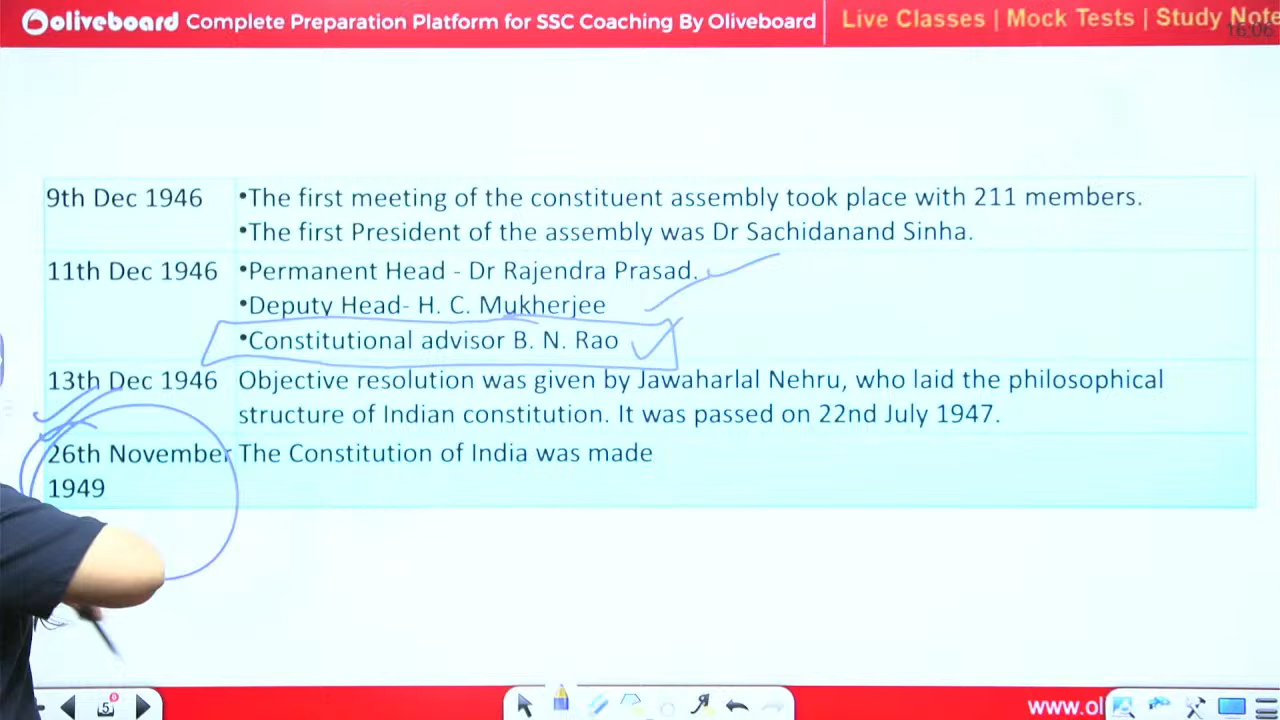 oliveboard Complete Preparation Platform for SSC Coaching By Oliveboard
Live Classes | Mock Tests | Study Note
16:06
9th Dec 1946
•The first meeting of the constituent assembly took place with 211 members.
•The first President of the assembly was Dr Sachidanand Sinha.
11th Dec 1946
•Permanent Head - Dr Rajendra Prasad.
•Deputy Head- H. C. Mukherjee
•Constitutional advisor B. N. Rao
13th Dec 1946
Objective resolution was given by Jawaharlal Nehru, who laid the philosophical
structure of Indian constitution. It was passed on 22nd July 1947.
26th November
1949
The Constitution of India was made
5
0
www.ol